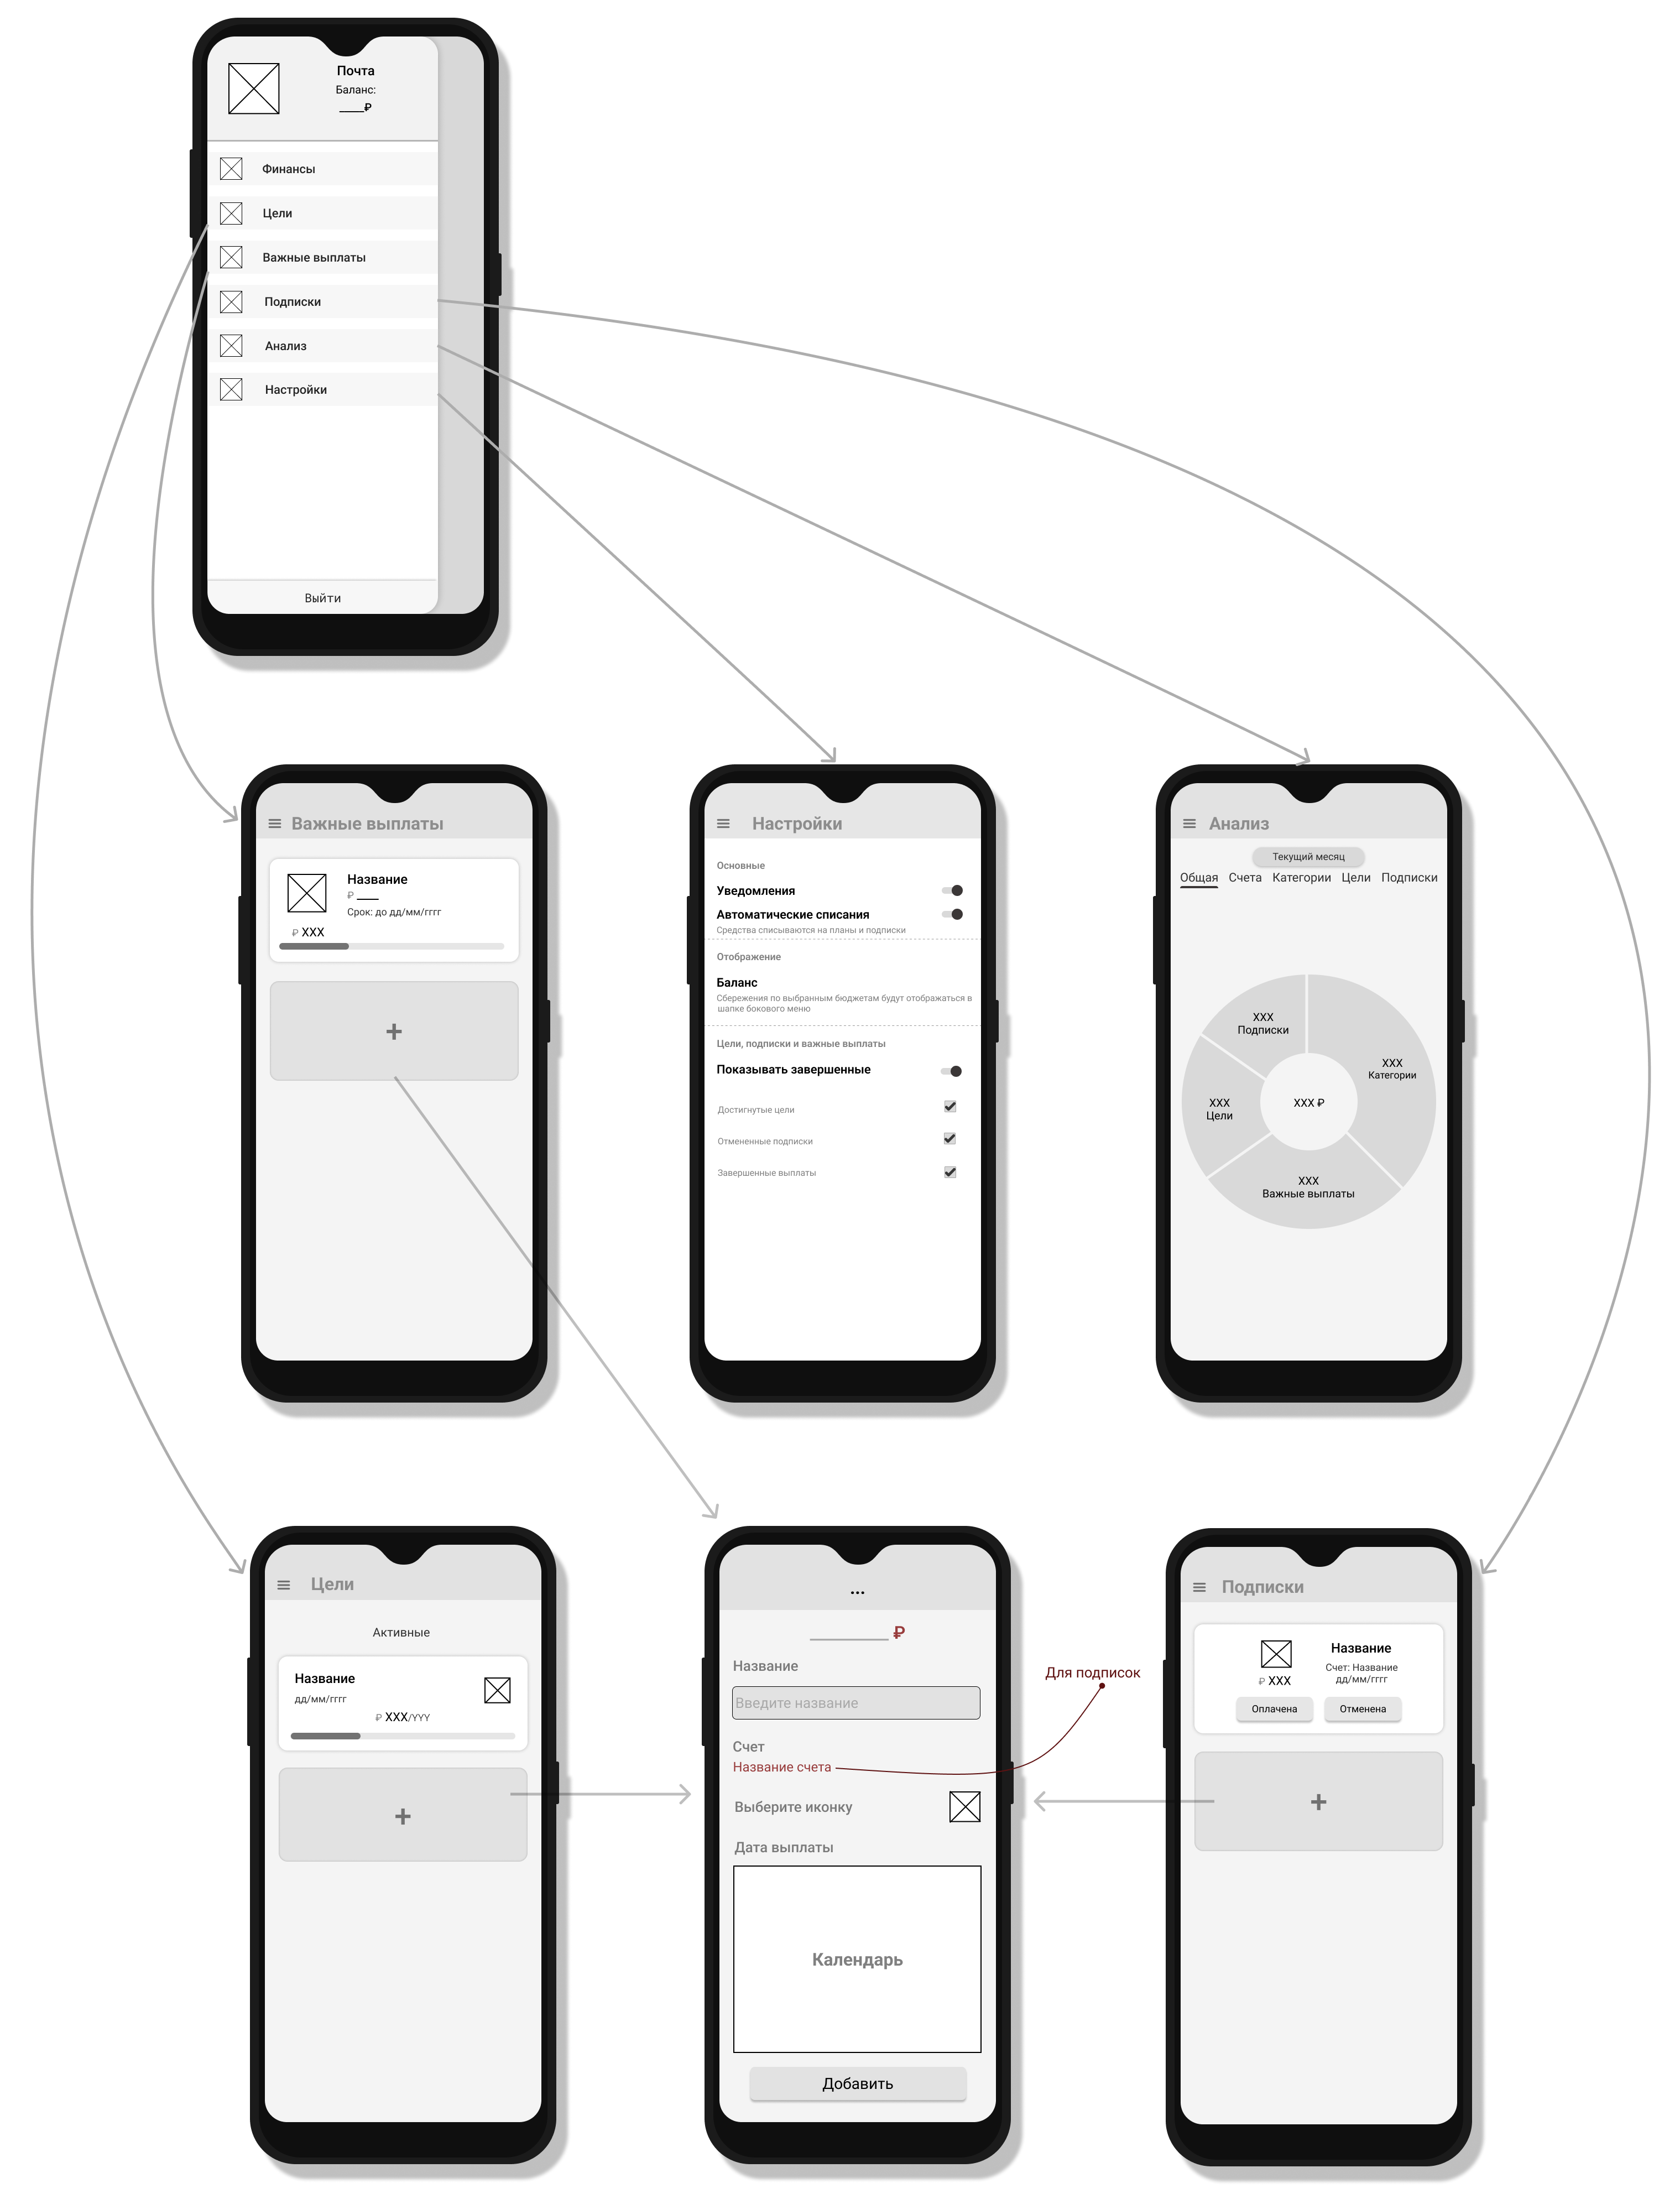 Почта
Баланс:
____₽
Финансы
Цели
Важные выплаты
Подписки
Анализ
Настройки
Выйти
Важные выплаты
Название
₽ ____
Срок: до дд/мм/гггг
₽ XXX
+
Настройки
Основные
Уведомления
Автоматические списания
Средства списываются на планы и подписки
Отображение
Баланс
Сбережения по выбранным бюджетам будут отображаться в
шапке бокового меню
Цели, подписки и важные выплаты
Показывать завершенные
Достигнутые цели
Отмененные подписки
Завершенные выплаты
Анализ
Текущий месяц
Общая Счета Категории Цели Подписки
XXX
Подписки
XXX
Категории
XXX
Цели
XXX ₽
XXX
Важные выплаты
Цели
Активные
Название
дд/мм/гггг
₽ XXX/YYY
+
...
________ ₽
Название
Введите название
Счет
Название счета
Выберите иконку
Дата выплаты
Календарь
Добавить
Для подписок
Подписки
Название
Счет: Название
дд/мм/гггг
₽ XXX
Оплачена
Отменена
+